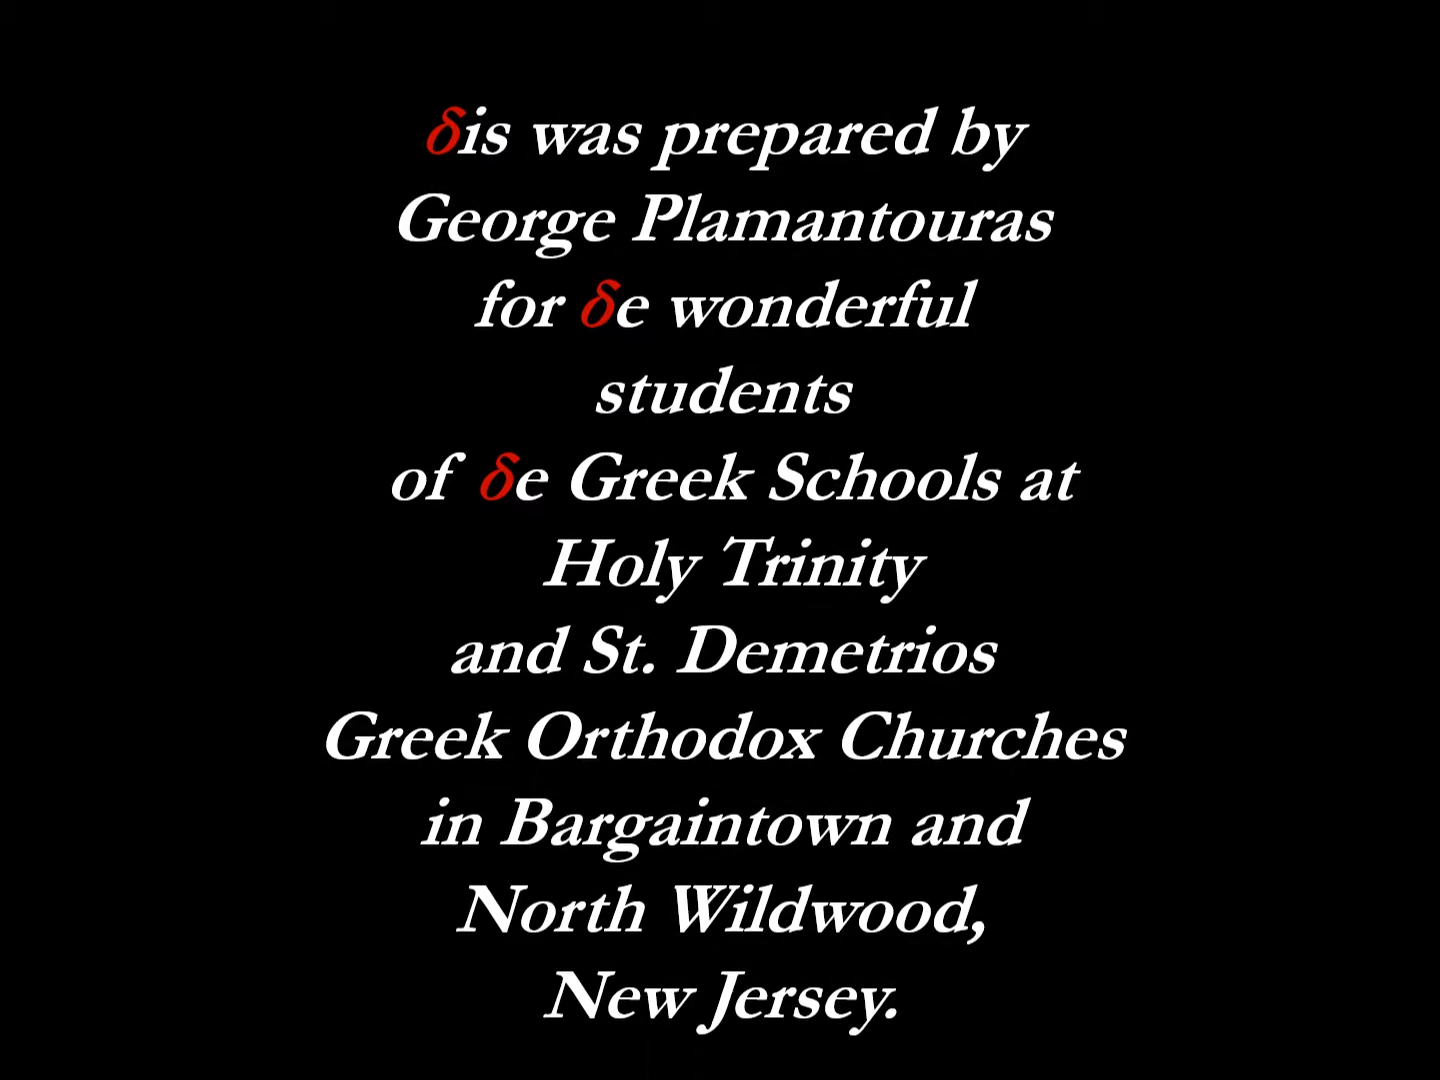 δis was prepared by
George Plamantouras
for δe wonderful
students
of δe Greek Schools at
Holy Trinity
and St. Demetrios
Greek Orthodox Churches
in Bargaintown and
North Wildwood,
New Jersey.